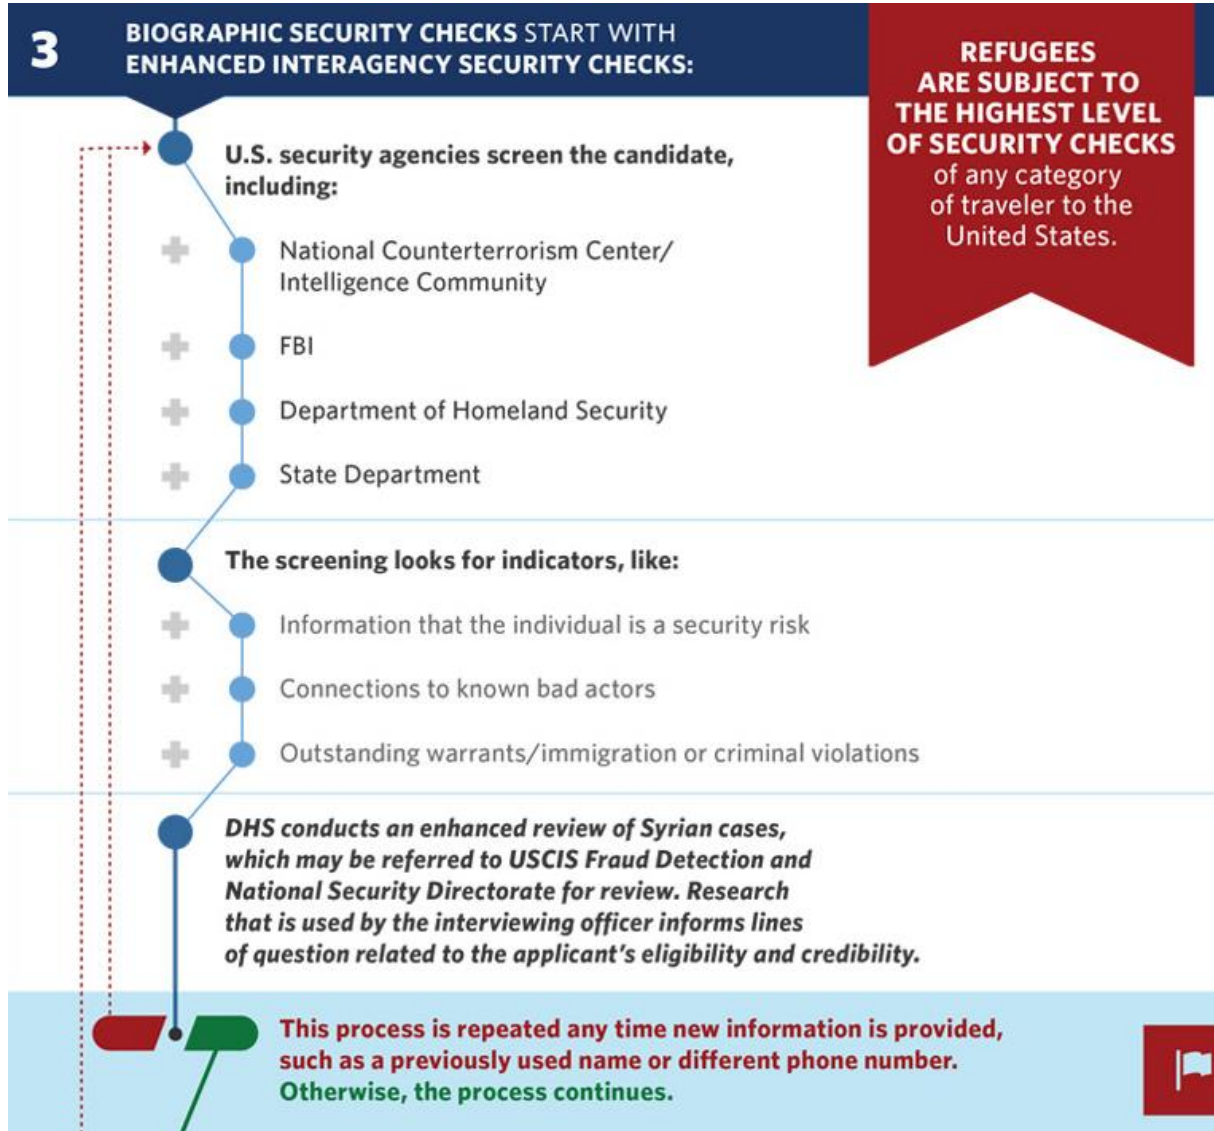 3
BIOGRAPHIC SECURITY CHECKS START WITH
ENHANCED INTERAGENCY SECURITY CHECKS:
REFUGEES
ARE SUBJECT TO
THE HIGHEST LEVEL
OF SECURITY CHECKS
of any category
of traveler to the
United States.
U.S. security agencies screen the candidate,
including:
National Counterterrorism Center/
Intelligence Community
FBI
Department of Homeland Security
State Department
The screening looks for indicators, like:
Information that the individual is a security risk
Connections to known bad actors
Outstanding warrants/immigration or criminal violations
DHS conducts an enhanced review of Syrian cases,
which may be referred to USCIS Fraud Detection and
National Security Directorate for review. Research
that is used by the interviewing officer informs lines
of question related to the applicant's eligibility and credibility.
This process is repeated any time new information is provided,
such as a previously used name or different phone number.
Otherwise, the process continues.